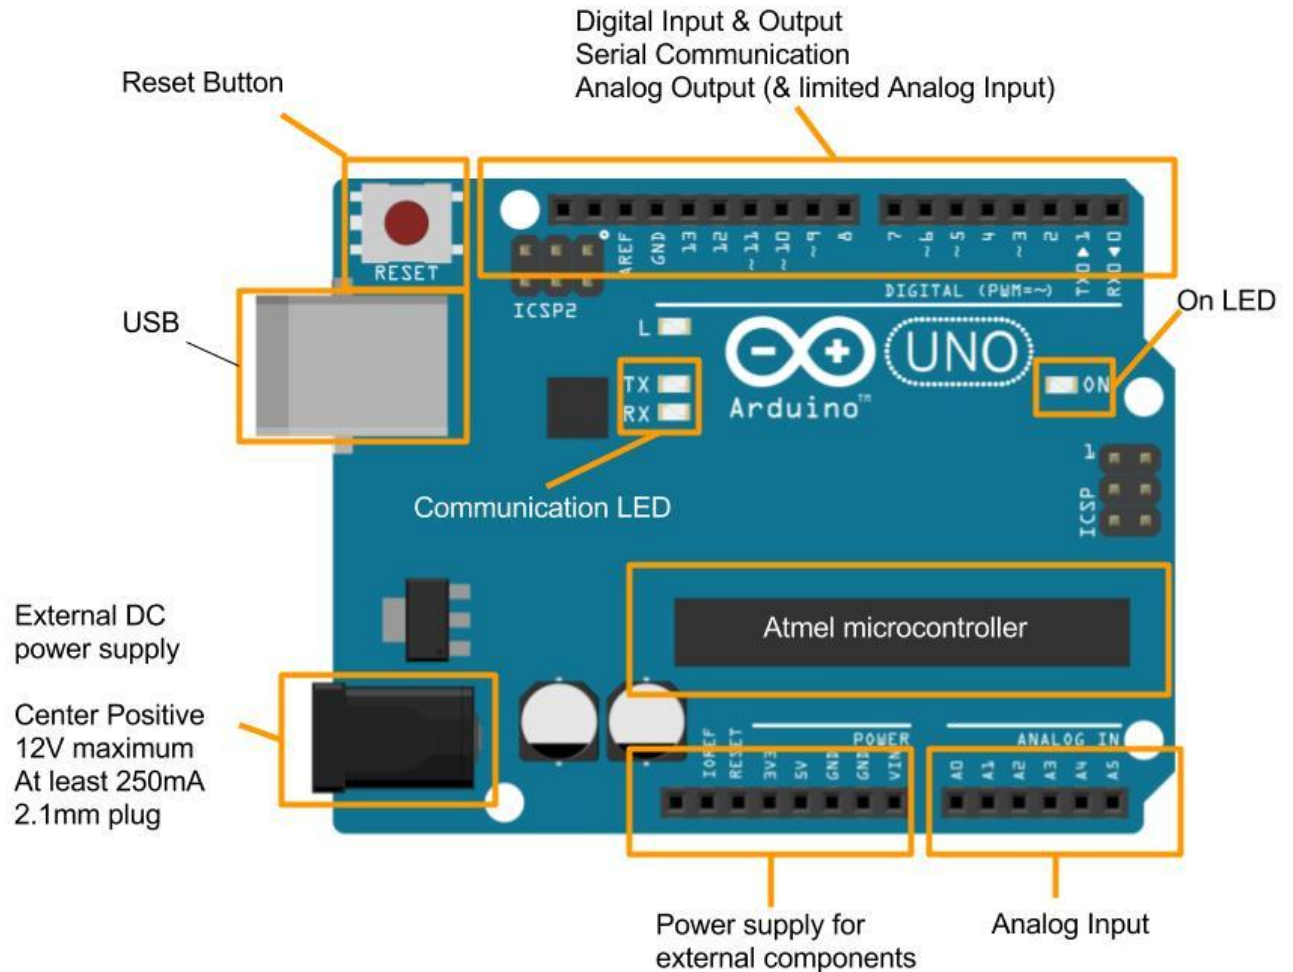 Digital Input & Output
Serial Communication
Analog Output (& limited Analog Input)
Reset Button
RESET
AREF
GND
13
12
~11
~10
~9
8
7
~6
~5
4
~3
2
TX0▶1
RX0◀0
DIGITAL (PWM=~)
ICSP2
USB
L
TX
RX
UNO
Arduino™
ON
On LED
1
ICSP
Communication LED
Atmel microcontroller
External DC
power supply
Center Positive
12V maximum
At least 250mA
2.1mm plug
POWER
ANALOG IN
IOREF
RESET
3V3
5V
GND
GND
VIN
A0
A1
A2
A3
A4
A5
Power supply for
external components
Analog Input